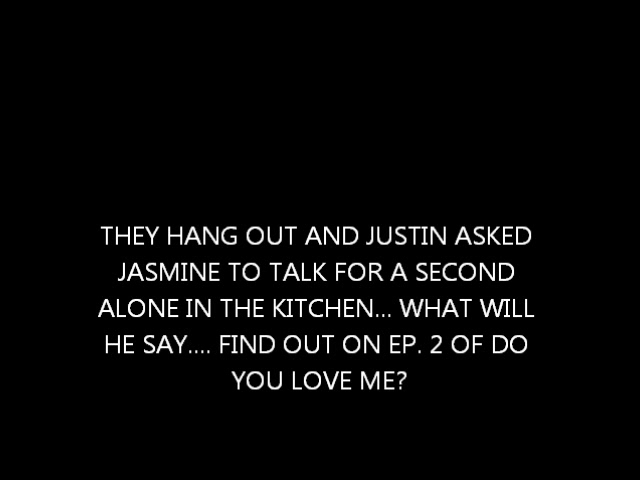 THEY HANG OUT AND JUSTIN ASKED
JASMINE TO TALK FOR A SECOND
ALONE IN THE KITCHEN... WHAT WILL
HE SAY.... FIND OUT ON EP. 2 OF DO
YOU LOVE ME?